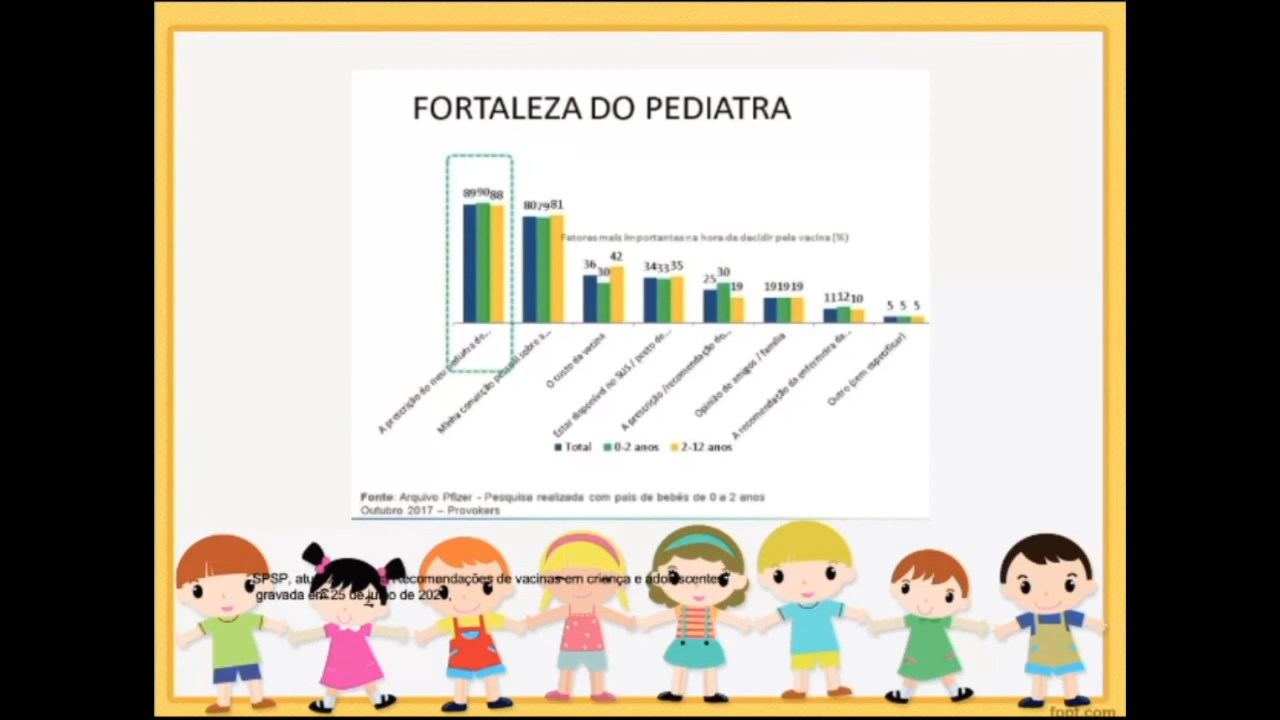 FORTALEZA DO PEDIATRA
89 90 88
80 79 81
Fatores mais importantes na hora de decidir pela vacina (%)
36 30 42
34 33 35
25 30 19
19 19 19
11 12 10
5 5 5
A prescrição do meu pediatra de...
Minha convicção pessoal sobre a...
O custo da vacina
Estar disponível no SUS / posto de...
A prescrição /recomendação do...
Opinião de amigos / família
A recomendação da enfermeira da...
Outro (sem especificar)
Total 0-2 anos 2-12 anos
Fonte: Arquivo Pfizer - Pesquisa realizada com pais de bebês de 0 a 2 anos
Outubro 2017 – Provokers
SPSP, Recomendações de vacinas em criança e adolescentes"
gravada em 25 de julho de
fppt.com